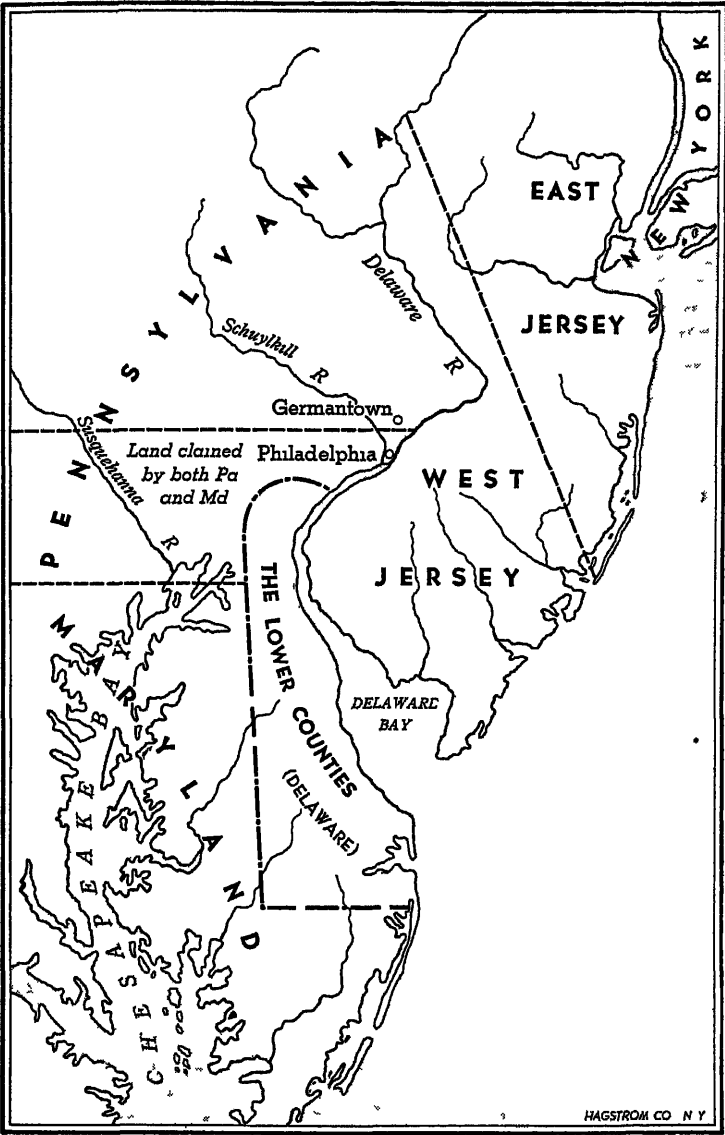 NEW YORK
PENNSYLVANIA
EAST
JERSEY
Delaware R
Schuylkill R
Germantown
Susquehanna R
Land claimed
by both Pa
and Md
Philadelphia
WEST
JERSEY
THE LOWER COUNTIES
(DELAWARE)
MARYLAND
CHESAPEAKE BAY
DELAWARE
BAY
HAGSTROM CO N Y